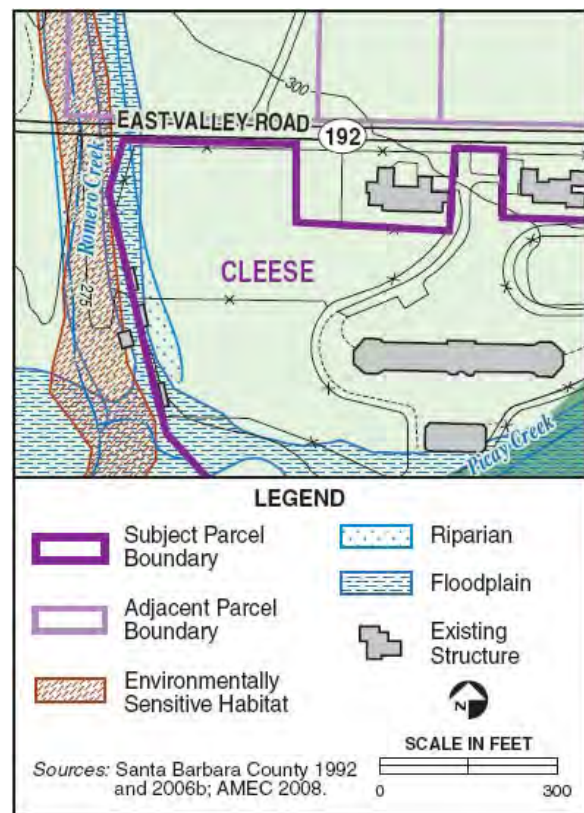 300
EAST VALLEY ROAD
192
Romero Creek
275
CLEESE
Picay Creek
LEGEND
Subject Parcel
Boundary
Adjacent Parcel
Boundary
Environmentally
Sensitive Habitat
Riparian
Floodplain
Existing
Structure
N
SCALE IN FEET
0 300
Sources: Santa Barbara County 1992
and 2006b; AMEC 2008.